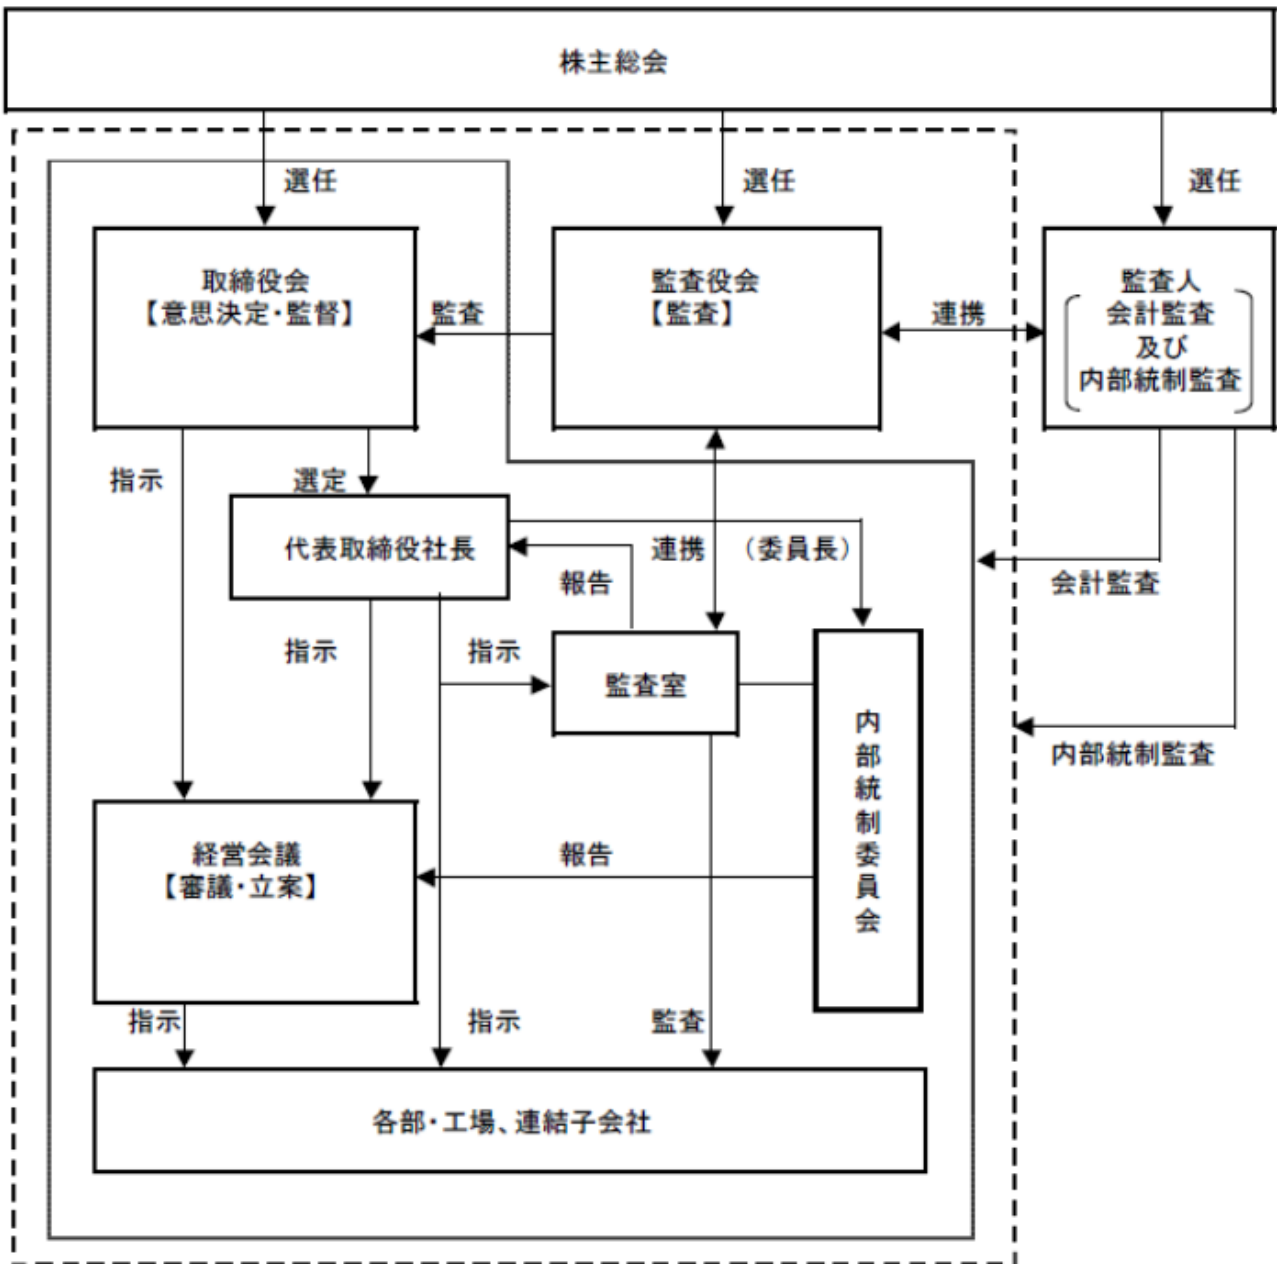 株主総会
選任
選任
選任
取締役会
【意思決定・監督】
監査
監査役会
【監査】
連携
監査人
会計監査
及び
内部統制監査
指示
選定
代表取締役社長
報告
連携
（委員長）
会計監査
指示
指示
監査室
内部統制委員会
内部統制監査
経営会議
【審議・立案】
報告
指示
指示
監査
各部・工場、連結子会社